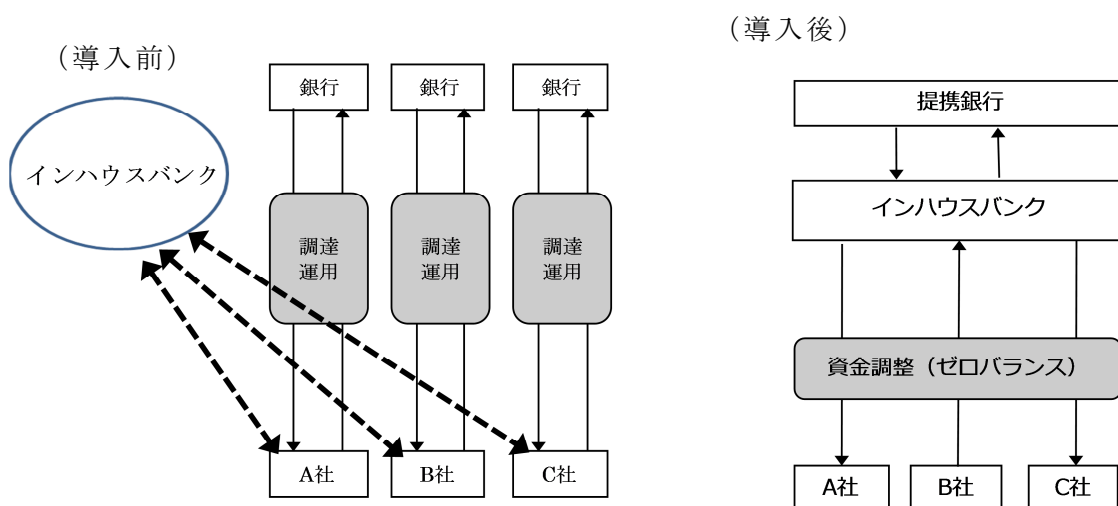 (導入前)
インハウスバンク
銀行
銀行
銀行
調達
運用
調達
運用
調達
運用
A社
B社
C社
(導入後)
提携銀行
インハウスバンク
資金調整(ゼロバランス)
A社
B社
C社